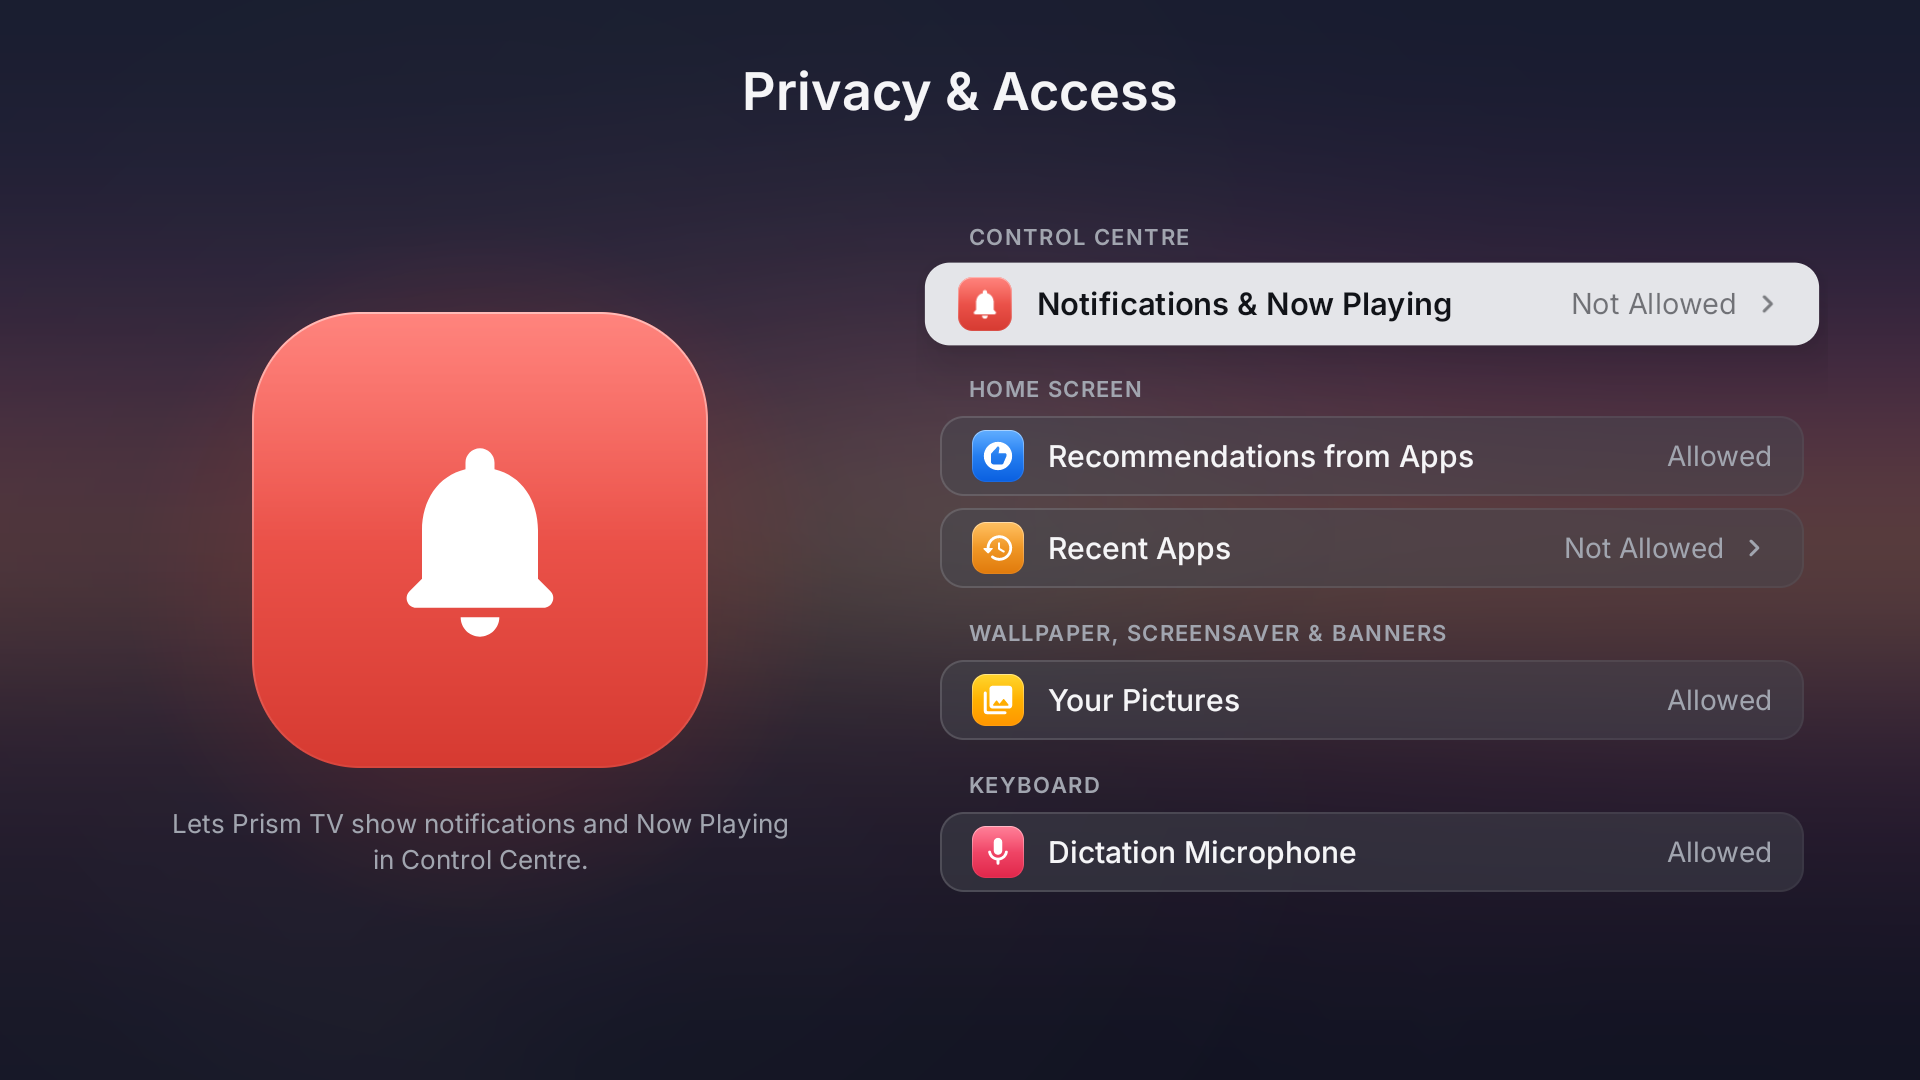 Privacy & Access
CONTROL CENTRE
Notifications & Now Playing Not Allowed
HOME SCREEN
Recommendations from Apps Allowed
Recent Apps Not Allowed
WALLPAPER, SCREENSAVER & BANNERS
Your Pictures Allowed
KEYBOARD
Dictation Microphone Allowed
Lets Prism TV show notifications and Now Playing
in Control Centre.